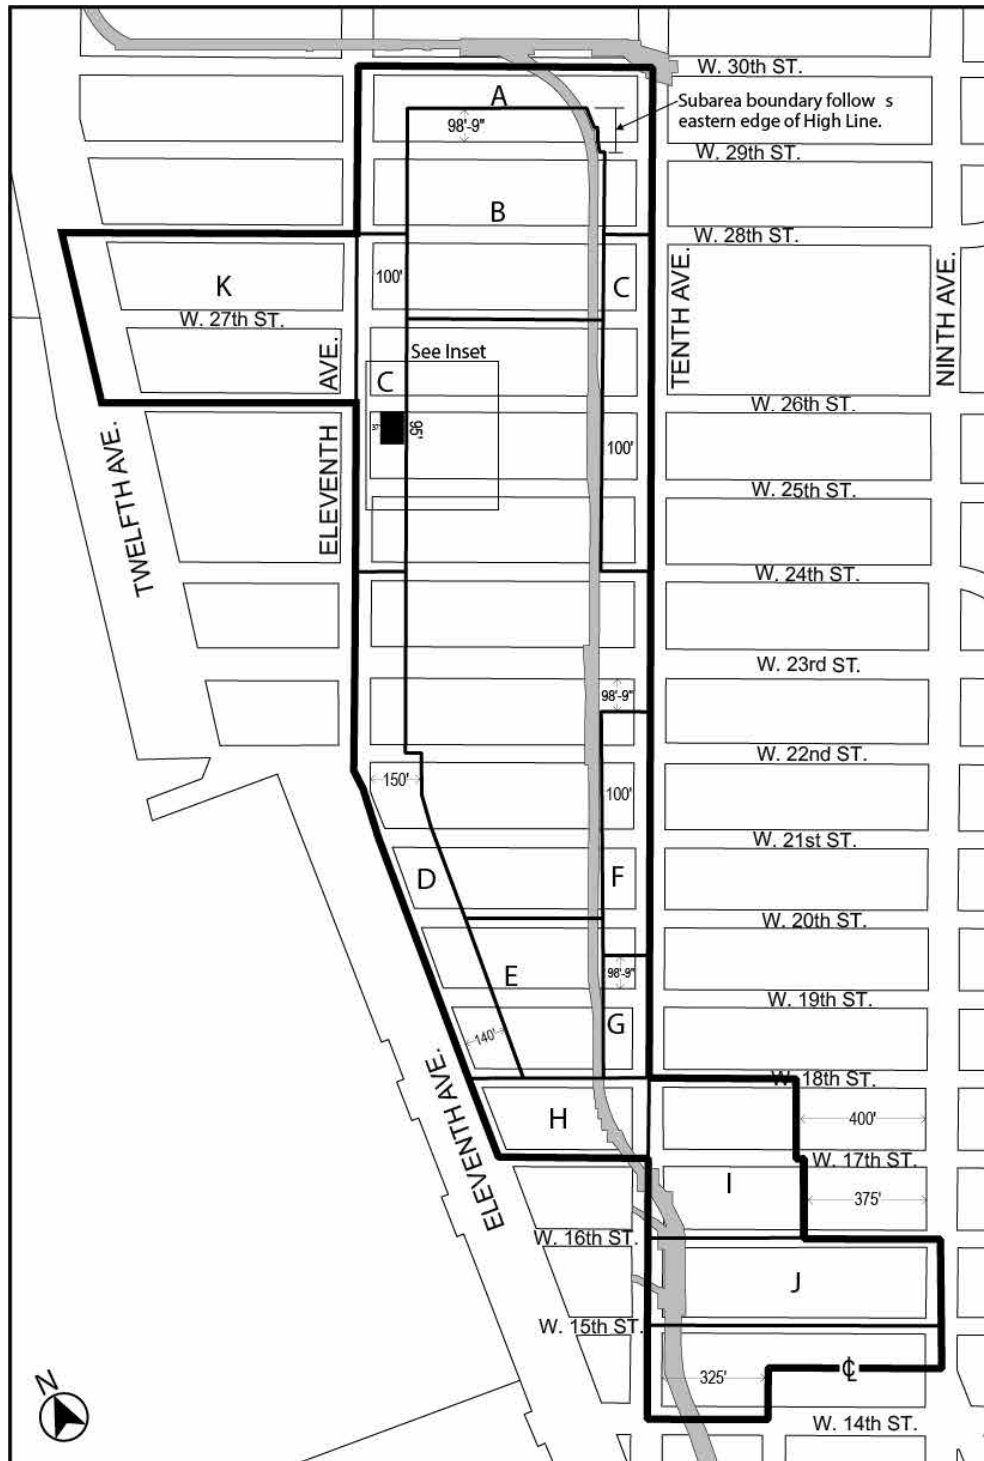 W. 30th ST.
A
Subarea boundary follow s
eastern edge of High Line.
98'-9"
W. 29th ST.
B
W. 28th ST.
K
100'
C
TENTH AVE.
NINTH AVE.
W. 27th ST.
AVE.
See Inset
C
W. 26th ST.
37'
95'
100'
TWELFTH AVE.
ELEVENTH
W. 25th ST.
W. 24th ST.
W. 23rd ST.
98'-9"
W. 22nd ST.
150'
100'
W. 21st ST.
D
F
W. 20th ST.
E
98'-9"
W. 19th ST.
G
140'
ELEVENTH AVE.
W. 18th ST.
H
400'
W. 17th ST.
I
375'
W. 16th ST.
J
W. 15th ST.
325'
℄
N
W. 14th ST.